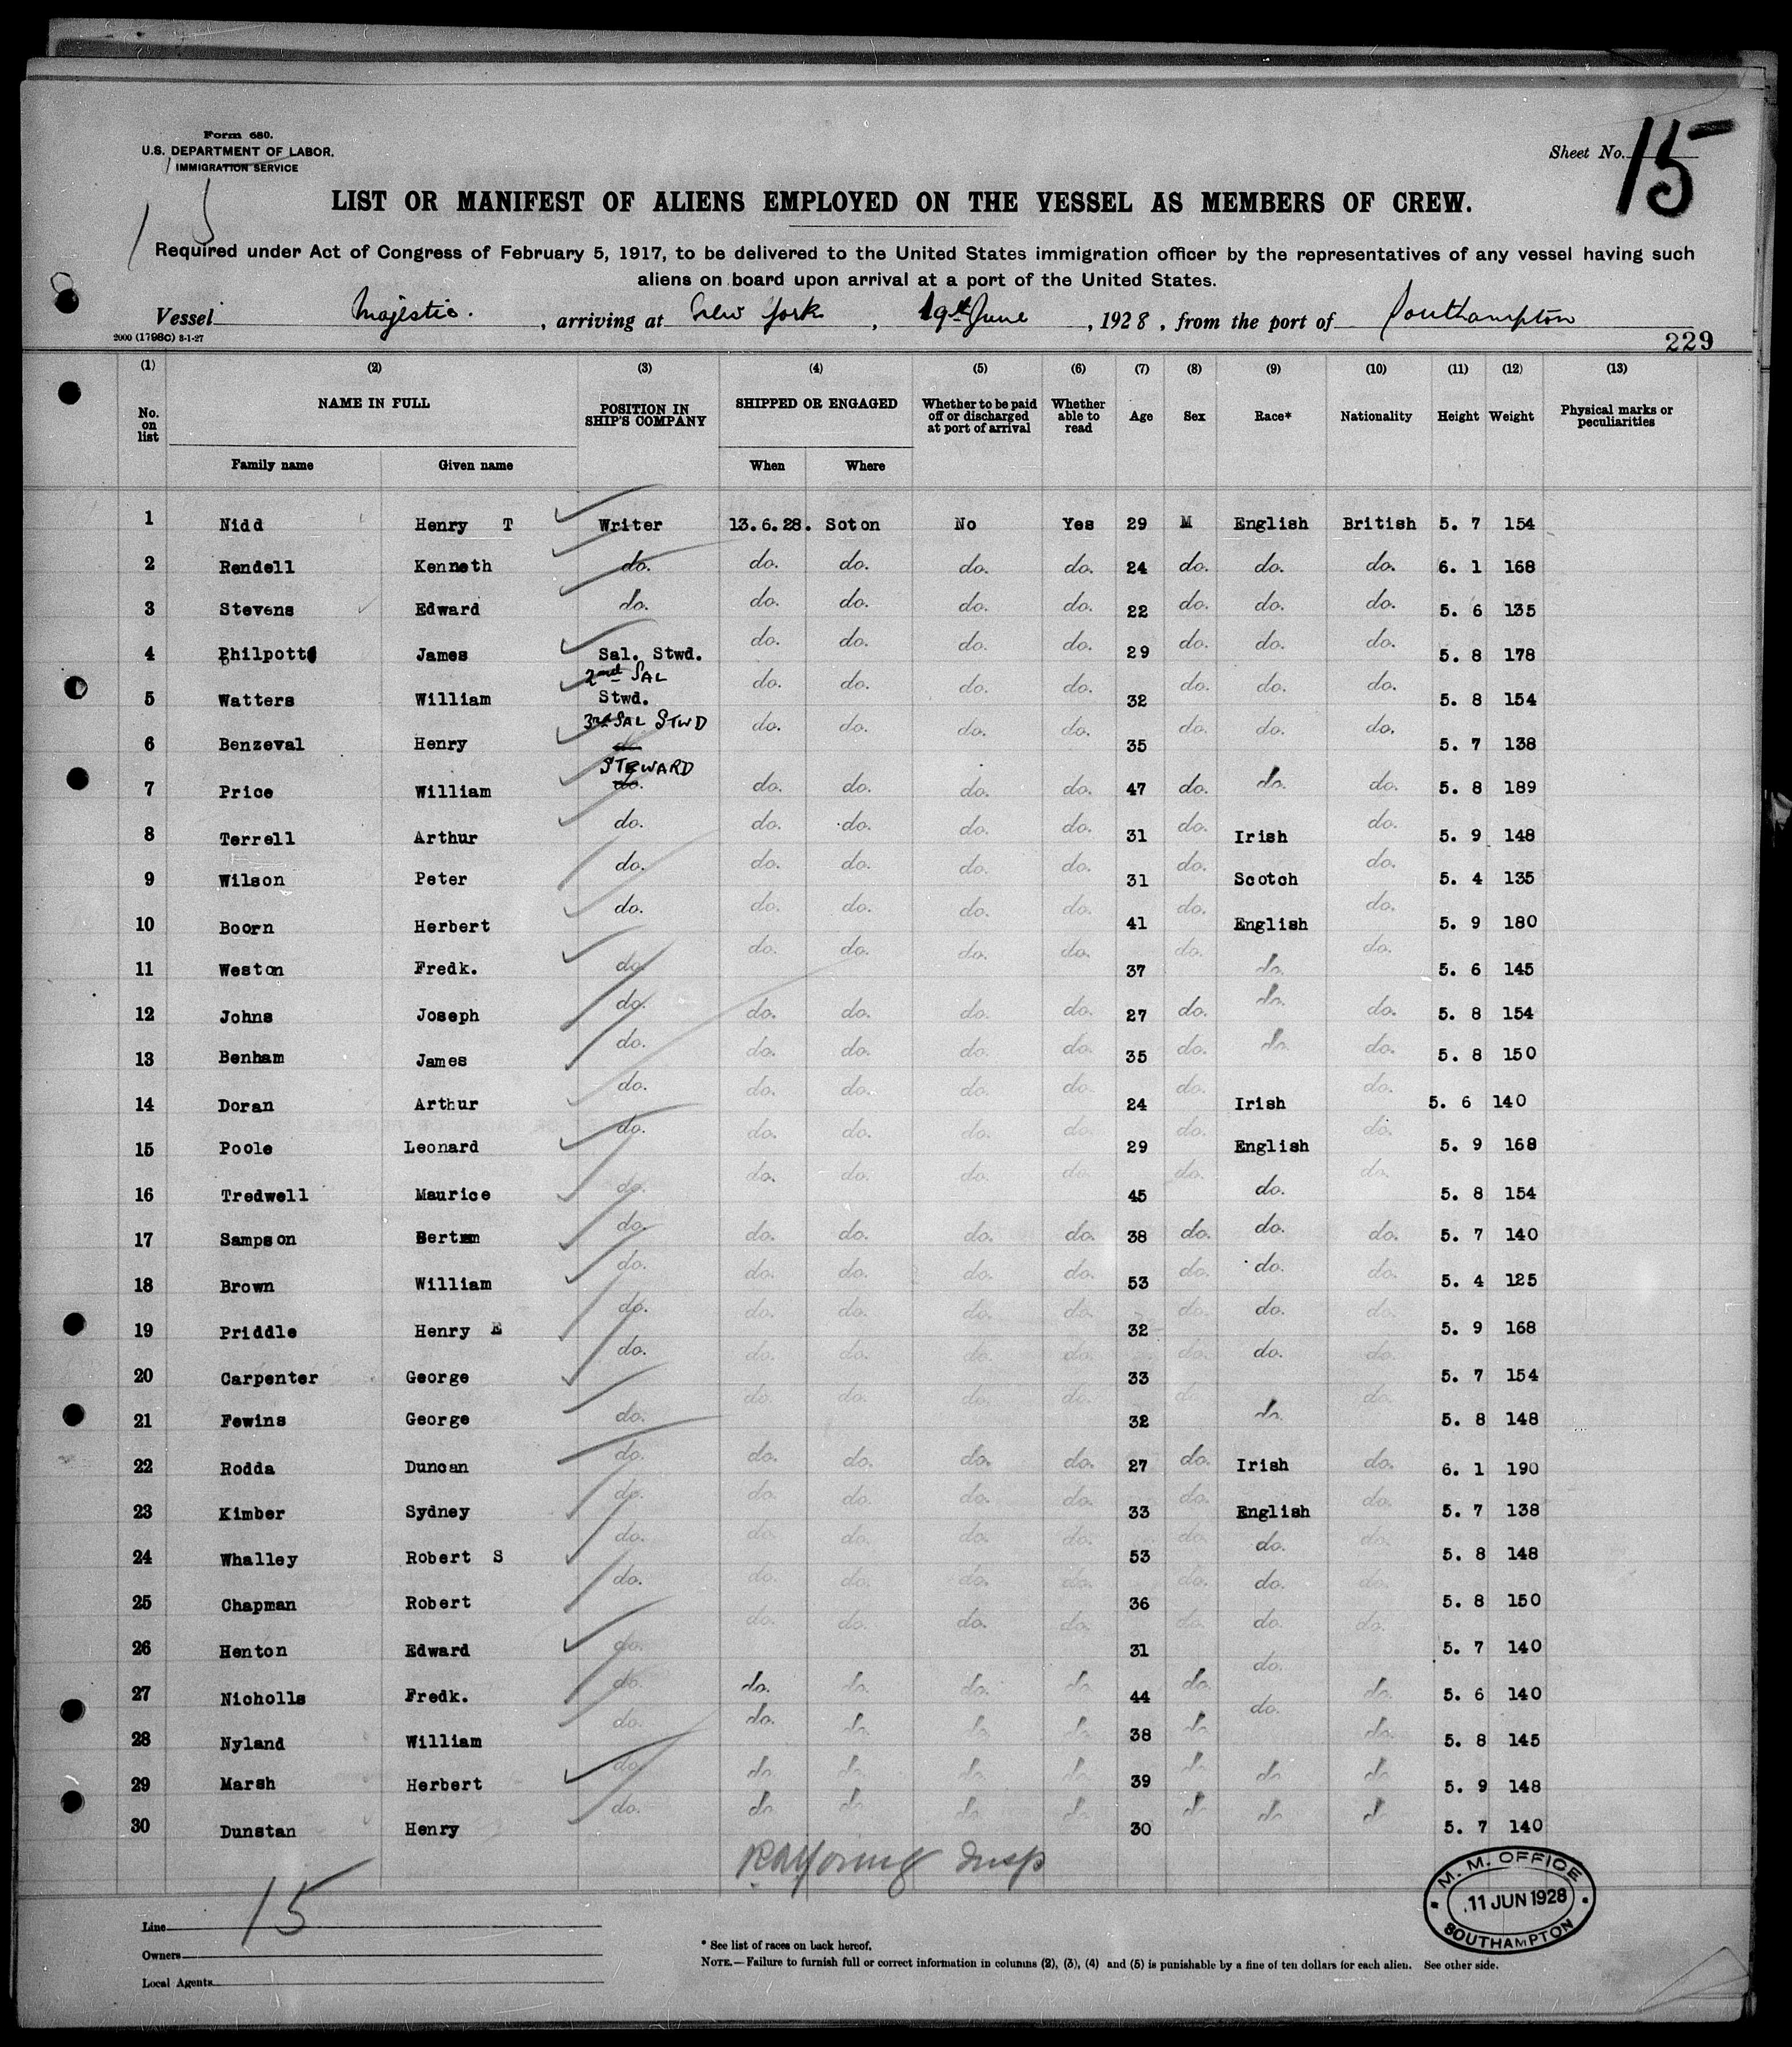 Form 680.
U.S. DEPARTMENT OF LABOR.
IMMIGRATION SERVICE
Sheet No. 15
LIST OR MANIFEST OF ALIENS EMPLOYED ON THE VESSEL AS MEMBERS OF CREW.
Required under Act of Congress of February 5, 1917, to be delivered to the United States immigration officer by the representatives of any vessel having such
aliens on board upon arrival at a port of the United States.
Vessel Majestic. , arriving at New York , 19th June , 1928 , from the port of Southampton
2000 (1798C) 8-1-27
229
(1) (2) (3) (4) (5) (6) (7) (8) (9) (10) (11) (12) (13)
No. on list NAME IN FULL POSITION IN SHIP'S COMPANY SHIPPED OR ENGAGED Whether to be paid off or discharged at port of arrival Whether able to read Age Sex Race* Nationality Height Weight Physical marks or peculiarities
Family name Given name When Where
1 Nidd Henry T Writer 13.6.28. Soton No Yes 29 M English British 5. 7 154
2 Rendell Kenneth do. do. do. do. do. 24 do. do. do. 6. 1 168
3 Stevens Edward do. do. do. do. do. 22 do. do. do. 5. 6 135
4 Philpott James Sal. Stwd. do. do. do. do. 29 do. do. do. 5. 8 178
5 Watters William 2nd SAL Stwd. do. do. do. do. 32 do. do. do. 5. 8 154
6 Benzeval Henry 3rd SAL STWD do. do. do. do. do. 35 do. do. do. 5. 7 138
7 Price William STEWARD do. do. do. do. do. 47 do. do. do. 5. 8 189
8 Terrell Arthur do. do. do. do. do. 31 do. Irish do. 5. 9 148
9 Wilson Peter do. do. do. do. do. 31 do. Scotch do. 5. 4 135
10 Boorn Herbert do. do. do. do. do. 41 do. English do. 5. 9 180
11 Weston Fredk. do. do. do. do. do. 37 do. do. do. 5. 6 145
12 Johns Joseph do. do. do. do. do. 27 do. do. do. 5. 8 154
13 Benham James do. do. do. do. do. 35 do. do. do. 5. 8 150
14 Doran Arthur do. do. do. do. do. 24 do. Irish do. 5. 6 140
15 Poole Leonard do. do. do. do. do. 29 do. English do. 5. 9 168
16 Tredwell Maurice do. do. do. do. do. 45 do. do. do. 5. 8 154
17 Sampson do. do. do. do. do. 38 do. do. do. 5. 7 140
18 Brown William do. do. do. do. do. 53 do. do. do. 5. 4 125
19 Priddle Henry E do. do. do. do. do. 32 do. do. do. 5. 9 168
20 Carpenter George do. do. do. do. do. 33 do. do. do. 5. 7 154
21 Fewins George do. do. do. do. do. 32 do. do. do. 5. 8 148
22 Rodda Duncan do. do. do. do. do. 27 do. Irish do. 6. 1 190
23 Kimber Sydney do. do. do. do. do. 33 do. English do. 5. 7 138
24 Whalley Robert S do. do. do. do. do. 53 do. do. do. 5. 8 148
25 Chapman Robert do. do. do. do. do. 36 do. do. do. 5. 8 150
26 Henton Edward do. do. do. do. do. 31 do. do. do. 5. 7 140
27 Nicholls Fredk. do. do. do. do. do. 44 do. do. do. 5. 6 140
28 Nyland William do. do. do. do. do. 38 do. do. do. 5. 8 145
29 Marsh Herbert do. do. do. do. do. 39 do. do. do. 5. 9 148
30 Dunstan Henry do. do. do. do. do. 30 do. do. do. 5. 7 140
Insp
M. M. OFFICE
11 JUN 1928
SOUTHAMPTON
15
Line
Owners
Local Agents
* See list of races on back hereof.
NOTE.—Failure to furnish full or correct information in columns (2), (3), (4) and (5) is punishable by a fine of ten dollars for each alien. See other side.